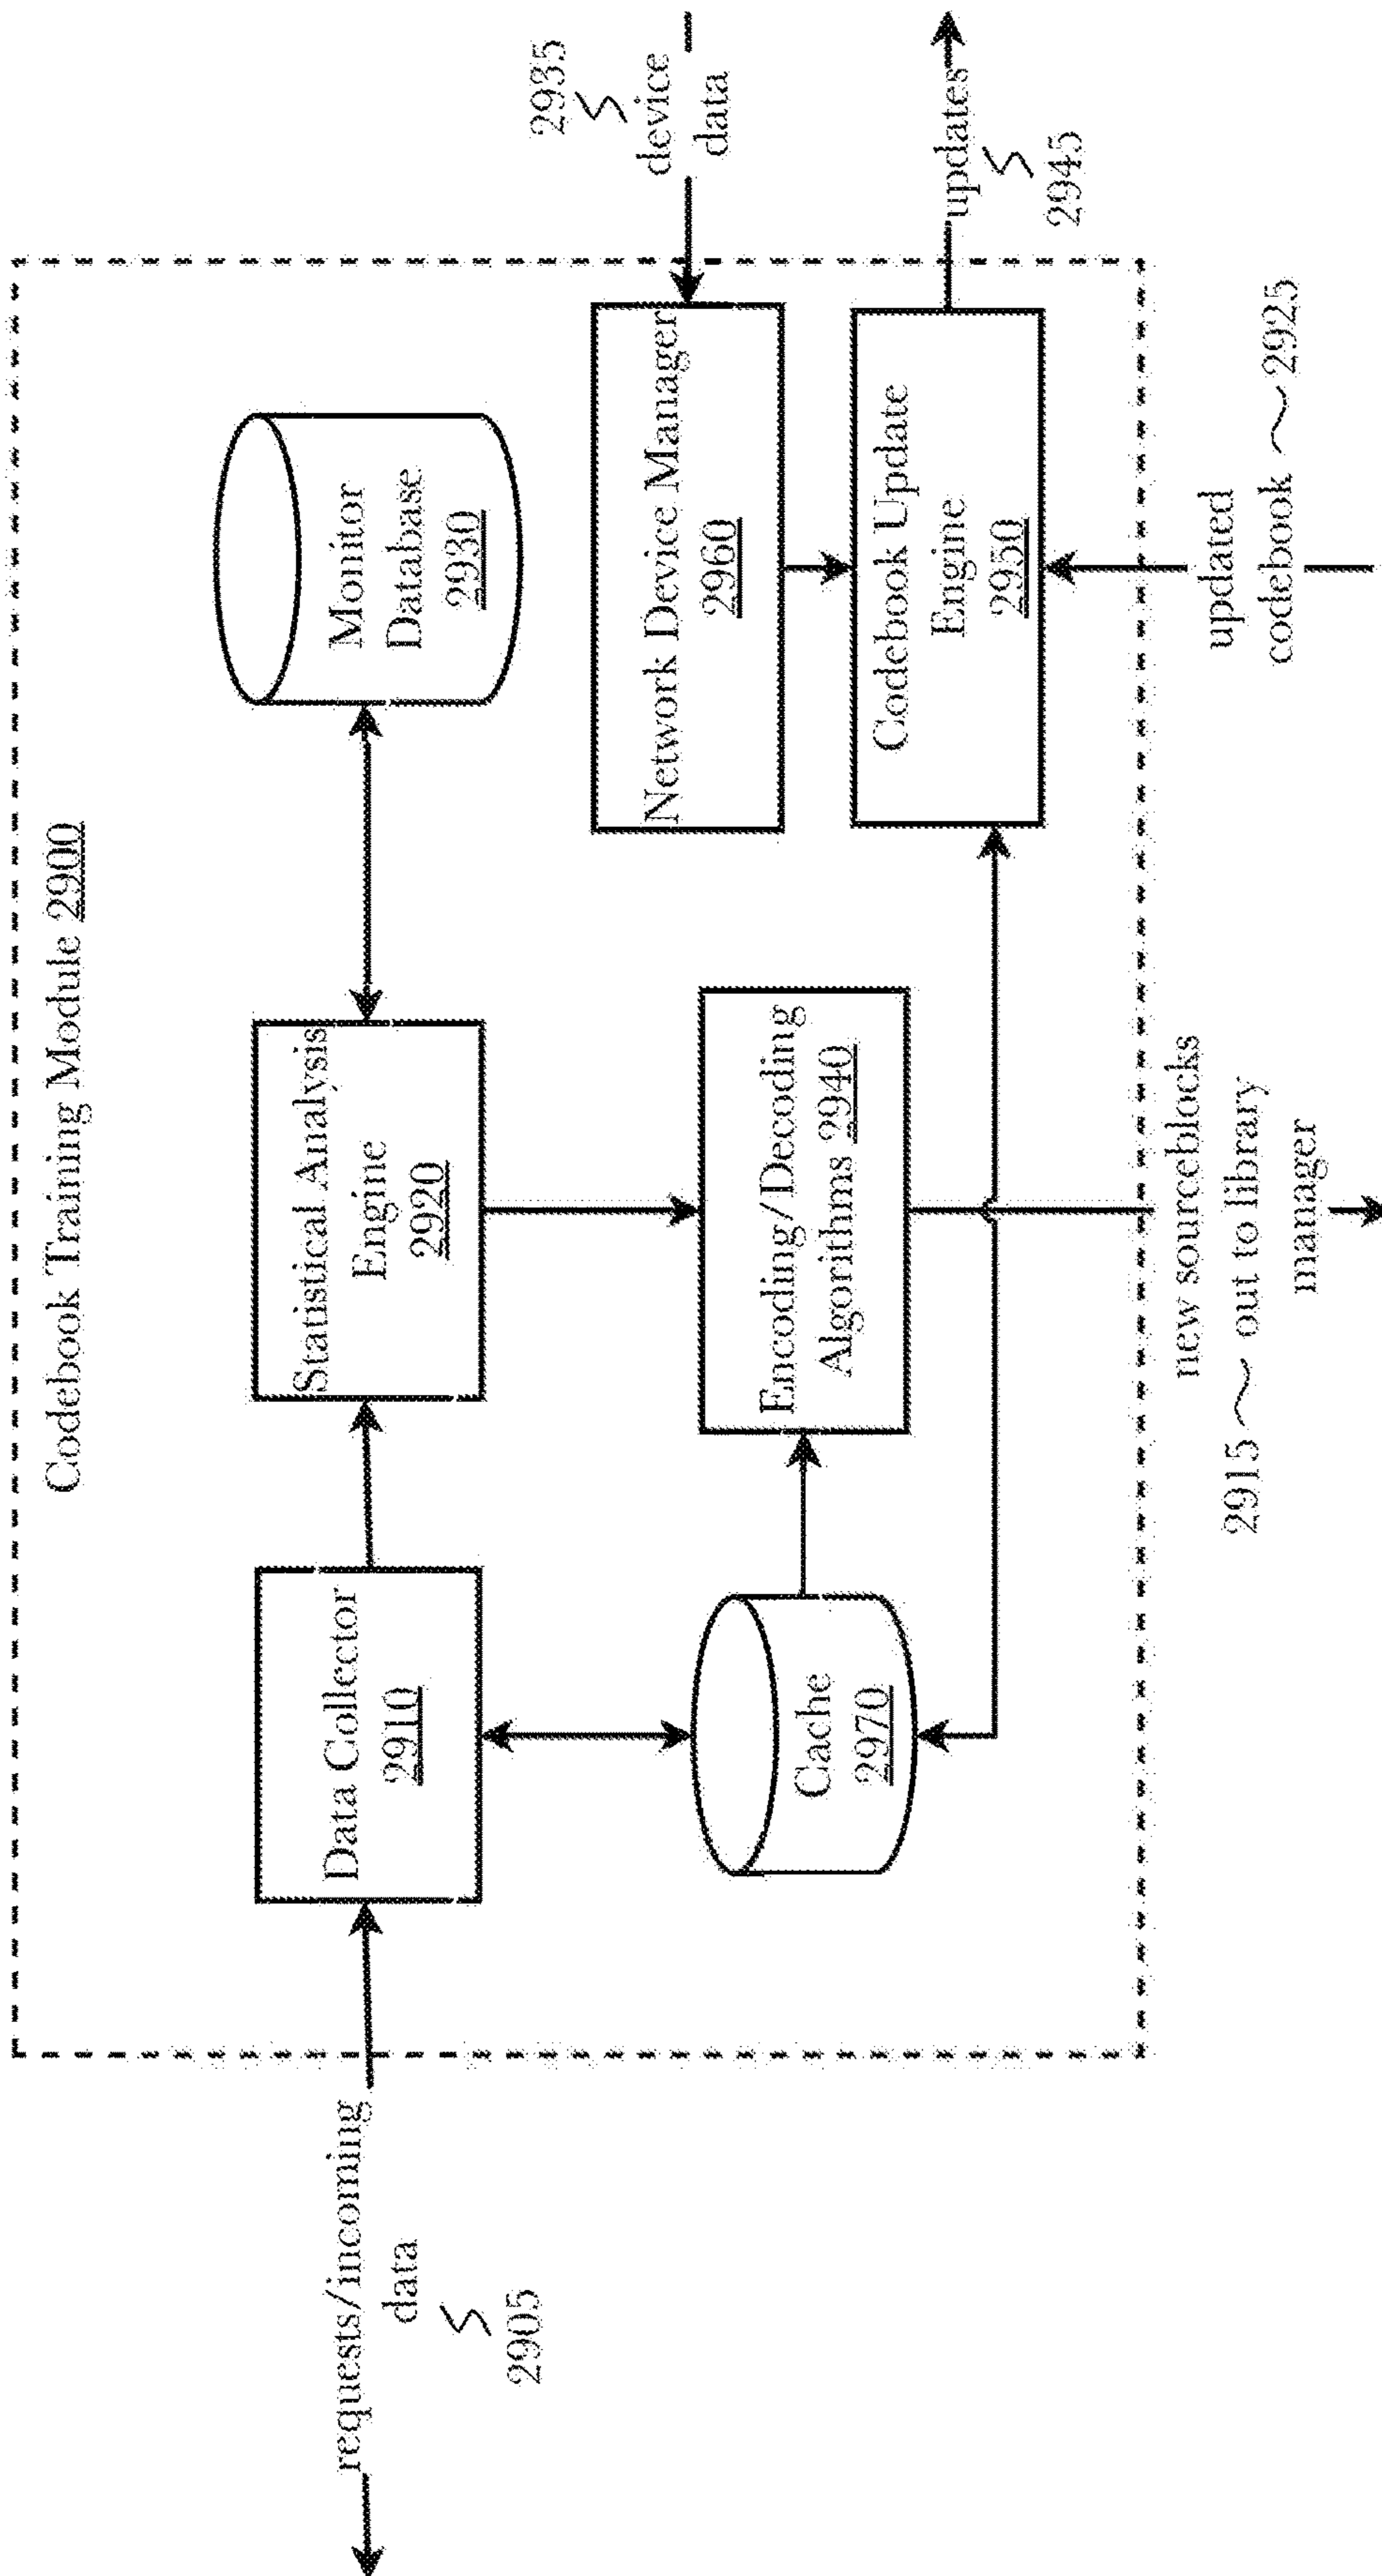 Codebook Training Module 2900
requests/incoming
data
2905
Data Collector
2910
Statistical Analysis
Engine
2920
Monitor
Database
2930
Cache
2970
Encoding/Decoding
Algorithms 2940
Network Device Manager
2960
Codebook Update
Engine
2950
2935
device
data
updates
2945
new sourceblocks
2915 out to library
manager
updated
codebook 2925